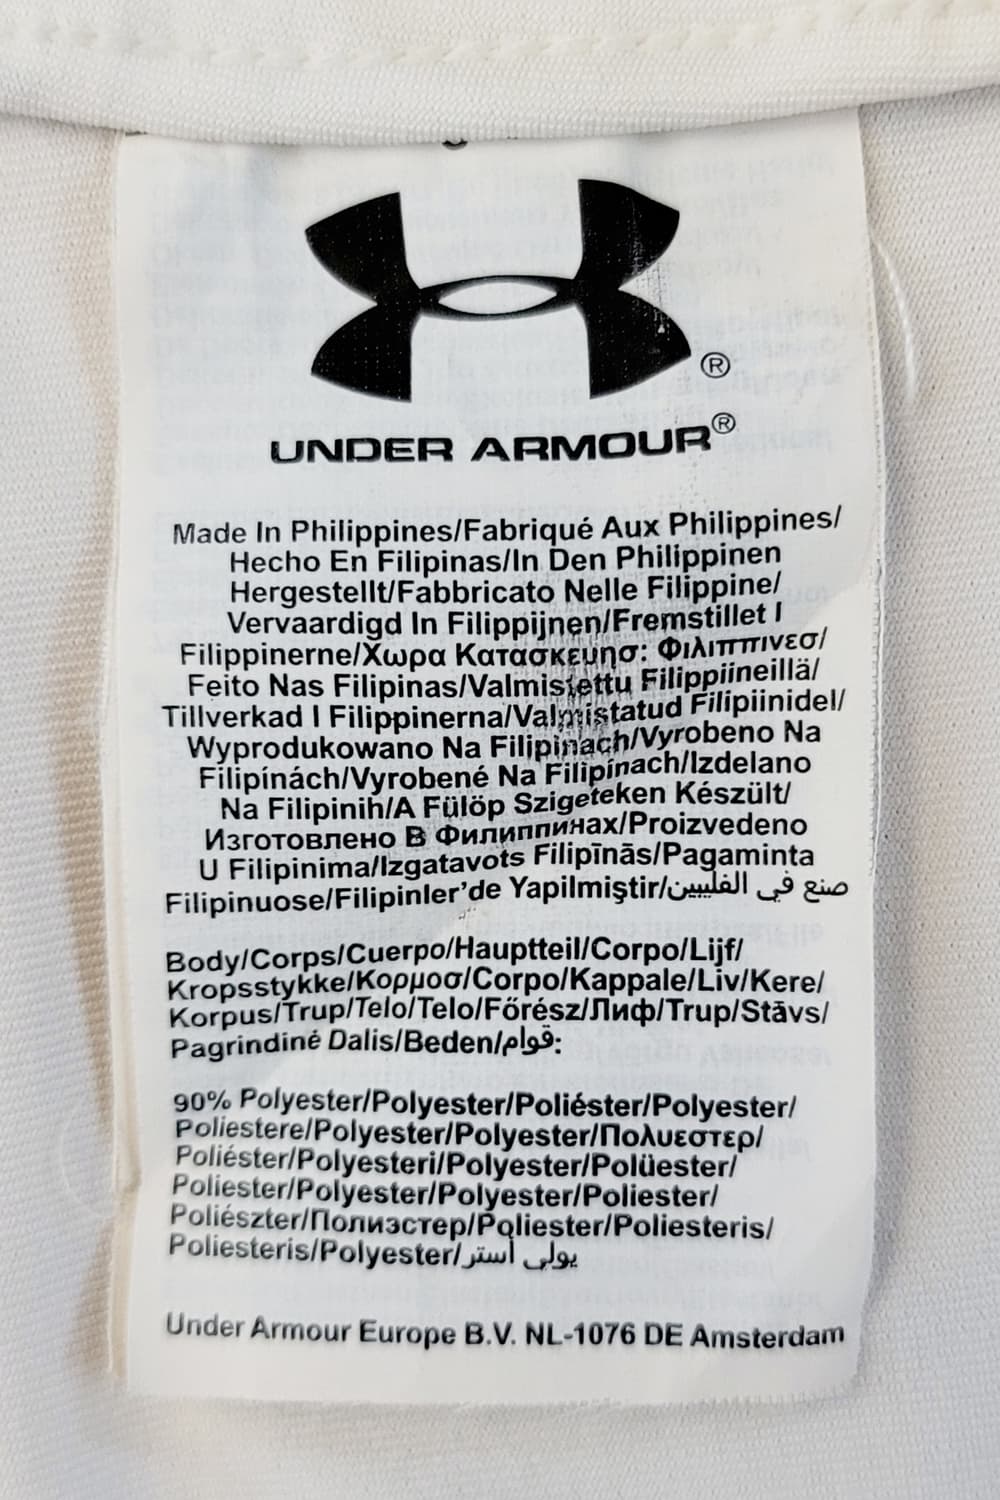 ®
UNDER ARMOUR®
Made In Philippines/Fabriqué Aux Philippines/
Hecho En Filipinas/In Den Philippinen
Hergestellt/Fabbricato Nelle Filippine/
Vervaardigd In Filippijnen/Fremstillet I
Filippinerne/Χωρα Κατασκευησ: Φιλιππινεσ/
Feito Nas Filipinas/Valmistettu Filippiineillä/
Tillverkad I Filippinerna/Valmistatud Filipiinidel/
Wyprodukowano Na Filipinach/Vyrobeno Na
Filipínách/Vyrobené Na Filipínach/Izdelano
Na Filipinih/A Fülöp Szigeteken Készült/
Изготовлено В Филиппинах/Proizvedeno
U Filipinima/Izgatavots Filipīnās/Pagaminta
Filipinuose/Filipinler'de Yapilmiştir/صنع في الفلبيين
Body/Corps/Cuerpo/Hauptteil/Corpo/Lijf/
Kropsstykke/Κορμοσ/Corpo/Kappale/Liv/Kere/
Korpus/Trup/Telo/Telo/Főrész/Лиф/Trup/Stāvs/
Pagrindiné Dalis/Beden/قوام:
90% Polyester/Polyester/Poliéster/Polyester/
Poliestere/Polyester/Polyester/Πολυεστερ/
Poliéster/Polyesteri/Polyester/Polüester/
Poliester/Polyester/Polyester/Poliester/
Poliészter/Полиэстер/Poliester/Poliesteris/
Poliesteris/Polyester/يولى استر
Under Armour Europe B.V. NL-1076 DE Amsterdam